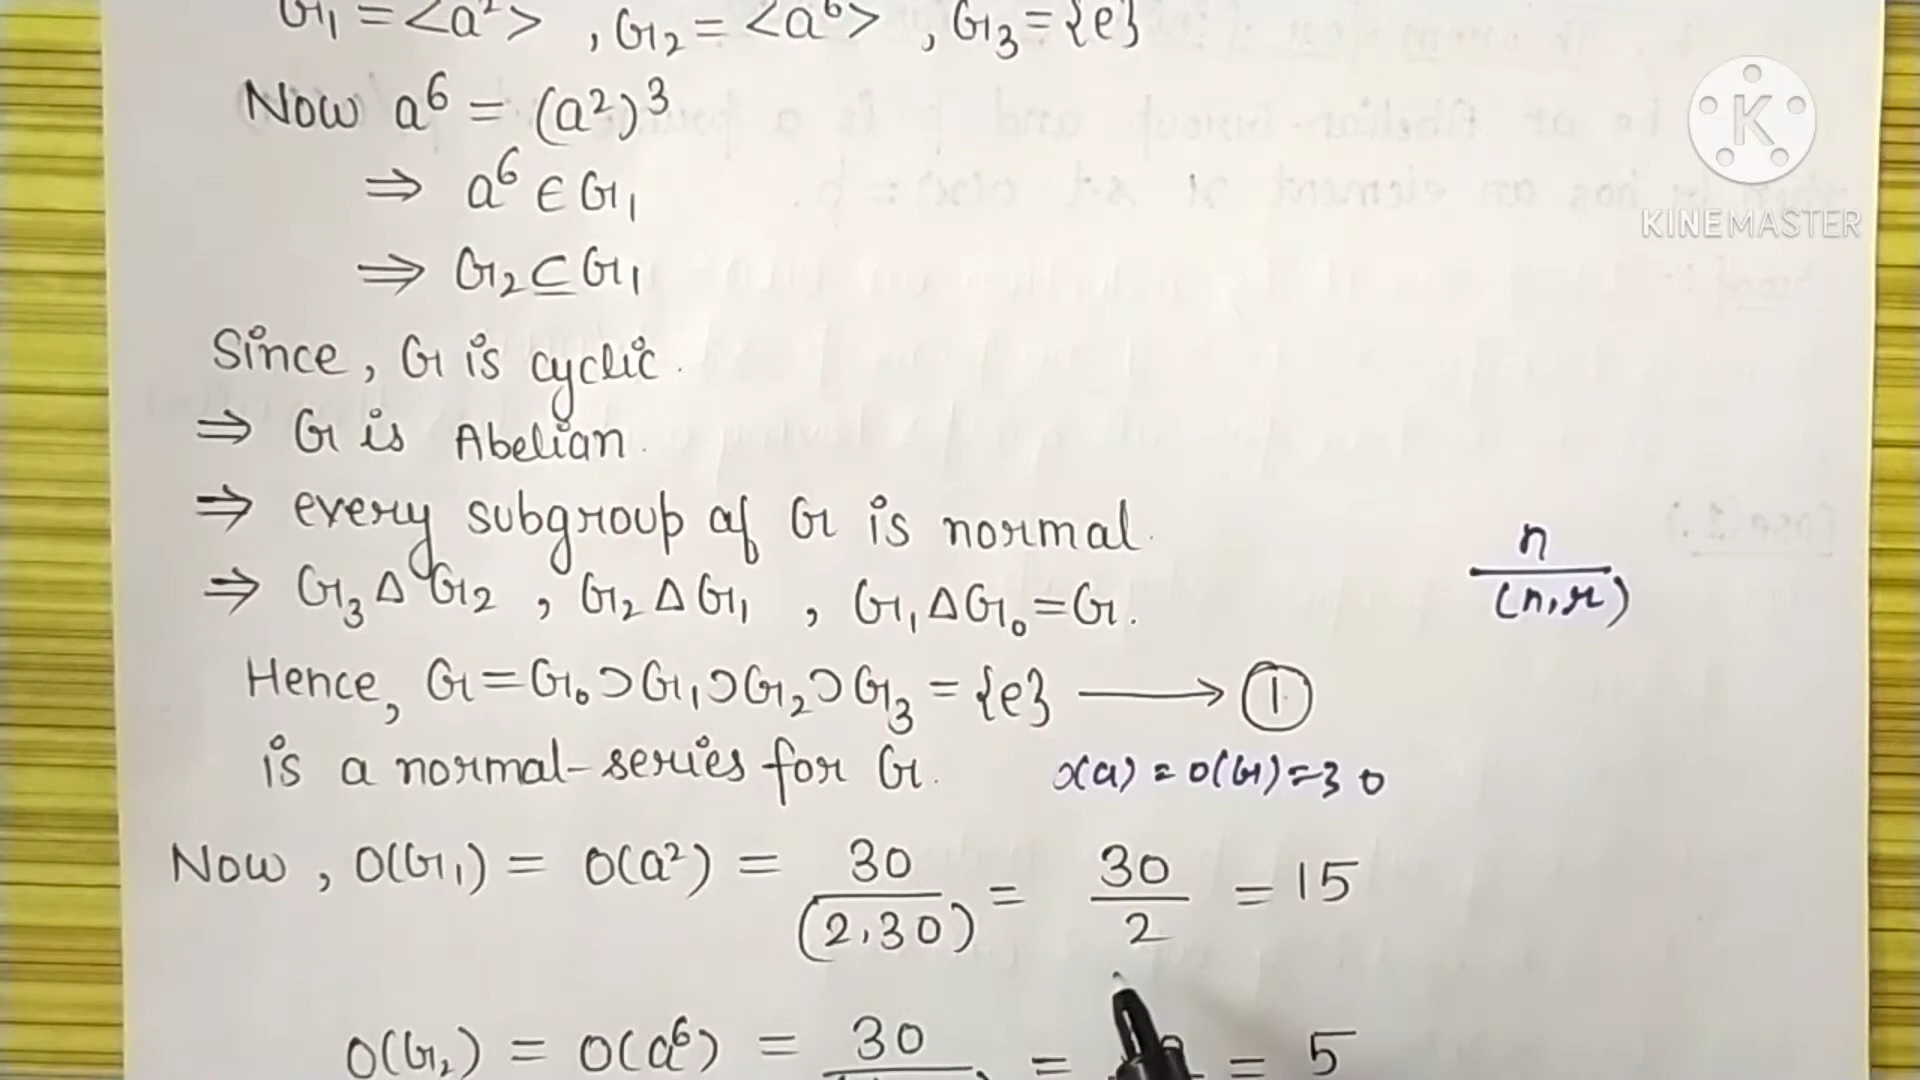 G₁ = <a²> , G₂ = <a⁶> , G₃ = {e}
Now a⁶ = (a²)³
⇒ a⁶ ∈ G₁
⇒ G₂ ⊆ G₁
Since, G is cyclic.
⇒ G is Abelian.
⇒ every subgroup of G is normal.
⇒ G₃ Δ G₂ , G₂ Δ G₁ , G₁ Δ G₀ = G.
n
(n,r)
Hence, G = G₀ ⊃ G₁ ⊃ G₂ ⊃ G₃ = {e} ⟶ ①
is a normal-series for G. o(a) = o(G) = 30
Now , O(G₁) = O(a²) = 30/(2,30) = 30/2 = 15
O(G₂) = O(a⁶) = 30 = = 5
K
KINEMASTER